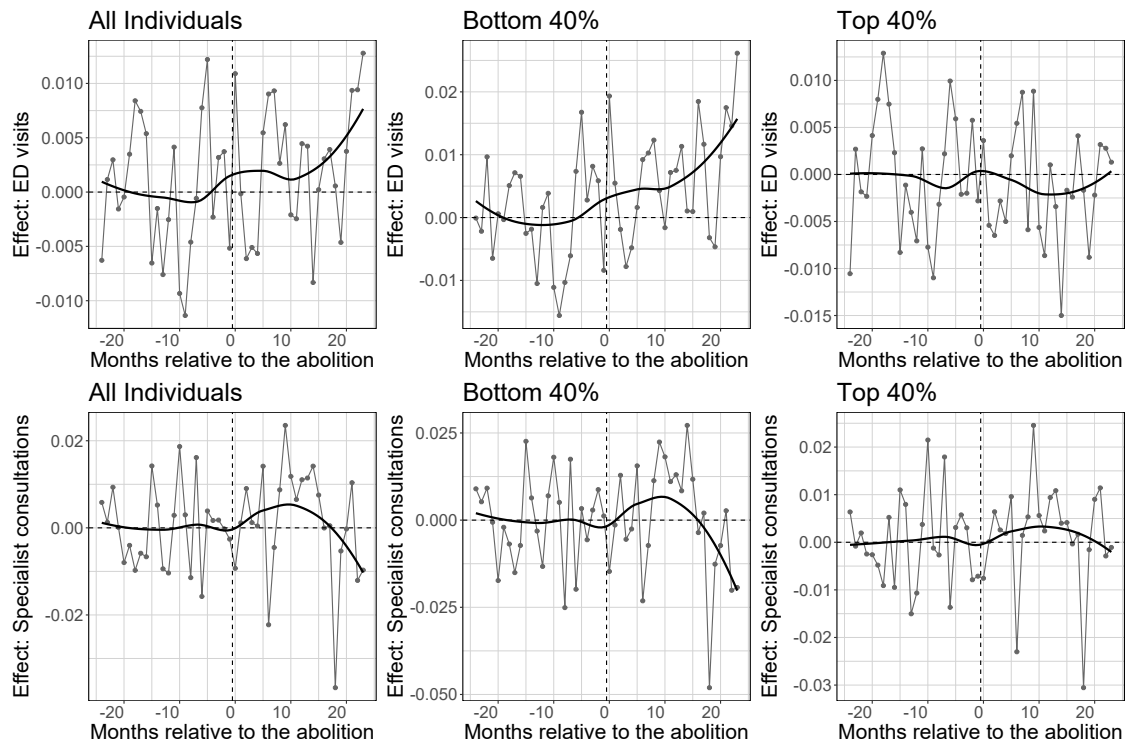 All Individuals
Bottom 40%
Top 40%
Effect: ED visits
0.010
0.005
0.000
-0.005
-0.010
-20 -10 0 10 20
Months relative to the abolition
Effect: ED visits
0.02
0.01
0.00
-0.01
-20 -10 0 10 20
Months relative to the abolition
Effect: ED visits
0.010
0.005
0.000
-0.005
-0.010
-0.015
-20 -10 0 10 20
Months relative to the abolition
All Individuals
Bottom 40%
Top 40%
Effect: Specialist consultations
0.02
0.00
-0.02
-20 -10 0 10 20
Months relative to the abolition
Effect: Specialist consultations
0.025
0.000
-0.025
-0.050
-20 -10 0 10 20
Months relative to the abolition
Effect: Specialist consultations
0.02
0.01
0.00
-0.01
-0.02
-0.03
-20 -10 0 10 20
Months relative to the abolition